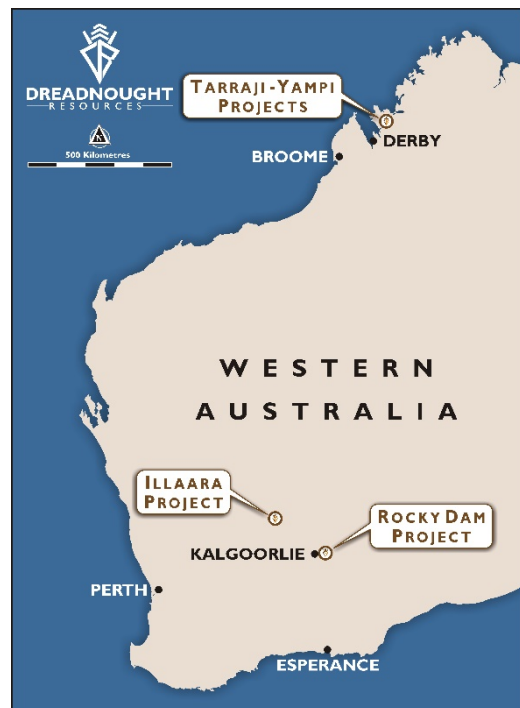 DREADNOUGHT
RESOURCES
500 Kilometres
TARRAJI-YAMPI
PROJECTS
DERBY
BROOME
WESTERN
AUSTRALIA
ILLAARA
PROJECT
ROCKY DAM
PROJECT
KALGOORLIE
PERTH
ESPERANCE